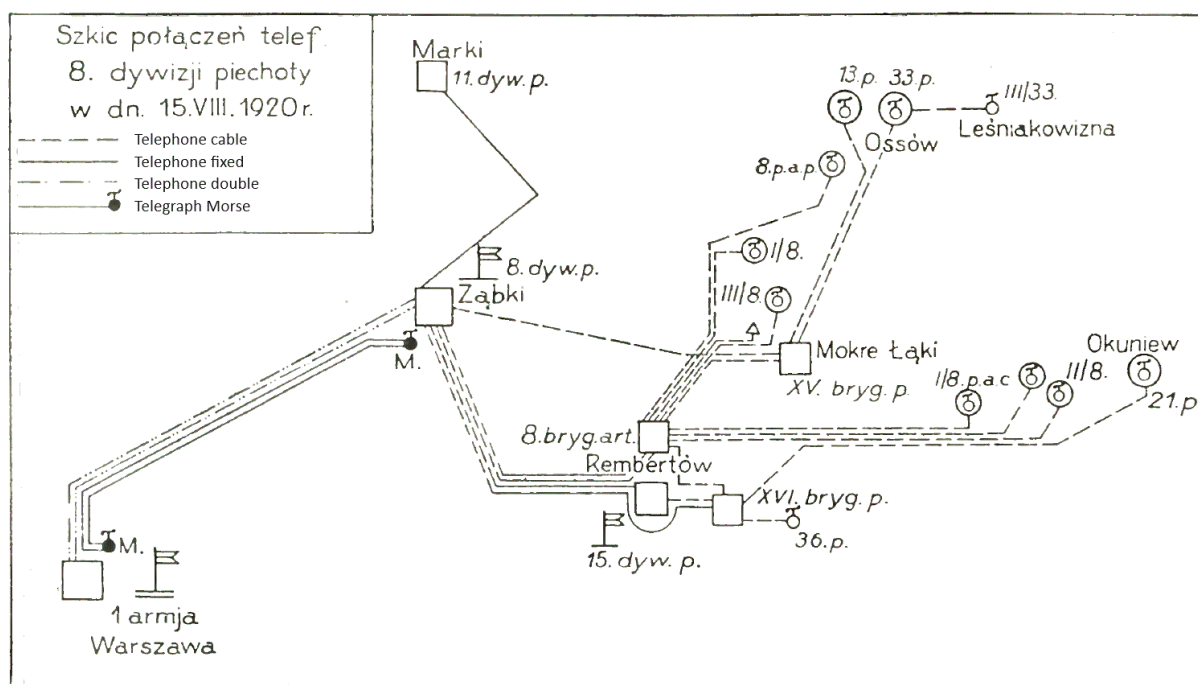 Szkic połączeń telef
8. dywizji piechoty
w dn. 15.VIII.1920r.
Telephone cable
Telephone fixed
Telephone double
Telegraph Morse
Marki
11.dyw.p.
13.p. 33.p.
III/33.
Ossów
Leśniakowizna
8.p.a.p.
I/8.
8.dyw.p.
Ząbki
III/8.
M.
Mokre Łąki
XV. bryg.p.
Okuniew
I/8.p.a.c
II/8.
21.p
8.bryg.art.
Rembertów
XVI. bryg.p.
36.p.
15.dyw.p.
M.
1 armja
Warszawa